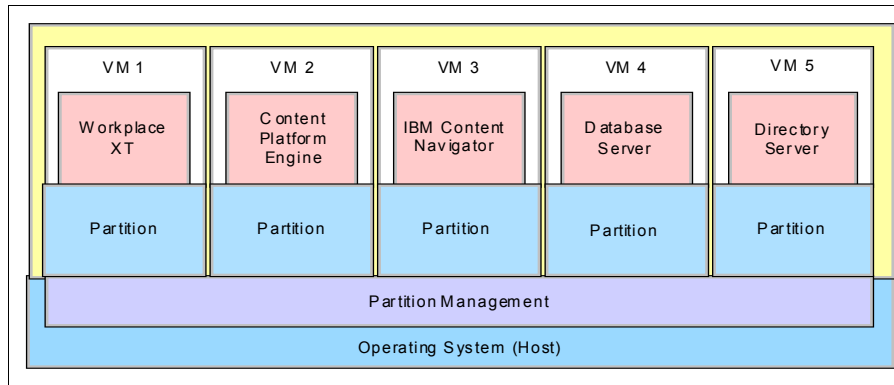 VM 1
VM 2
VM 3
VM 4
VM 5
Workplace
XT
Content
Platform
Engine
IBM Content
Navigator
Database
Server
Directory
Server
Partition
Partition
Partition
Partition
Partition
Partition Management
Operating System (Host)